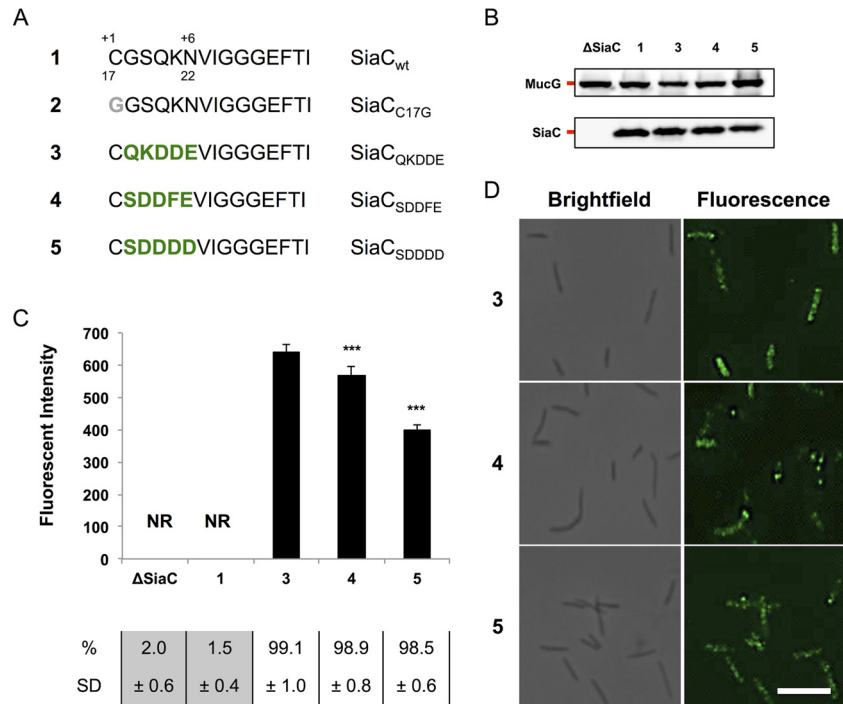 A
+1 +6
1 CGSQKNVIGGGEFTI SiaCwt
17 22
2 GGSQKNVIGGGEFTI SiaCC17G
3 CQKDDEVIGGGEFTI SiaCQKDDE
4 CSDDFEVIGGGEFTI SiaCSDDFE
5 CSDDDDVIGGGEFTI SiaCSDDDD
B
ΔSiaC 1 3 4 5
MucG
SiaC
C
Fluorescent Intensity
700
600
500
400
300
200
100
0
NR NR *** ***
ΔSiaC 1 3 4 5
% 2.0 1.5 99.1 98.9 98.5
SD ± 0.6 ± 0.4 ± 1.0 ± 0.8 ± 0.6
D
Brightfield Fluorescence
3
4
5